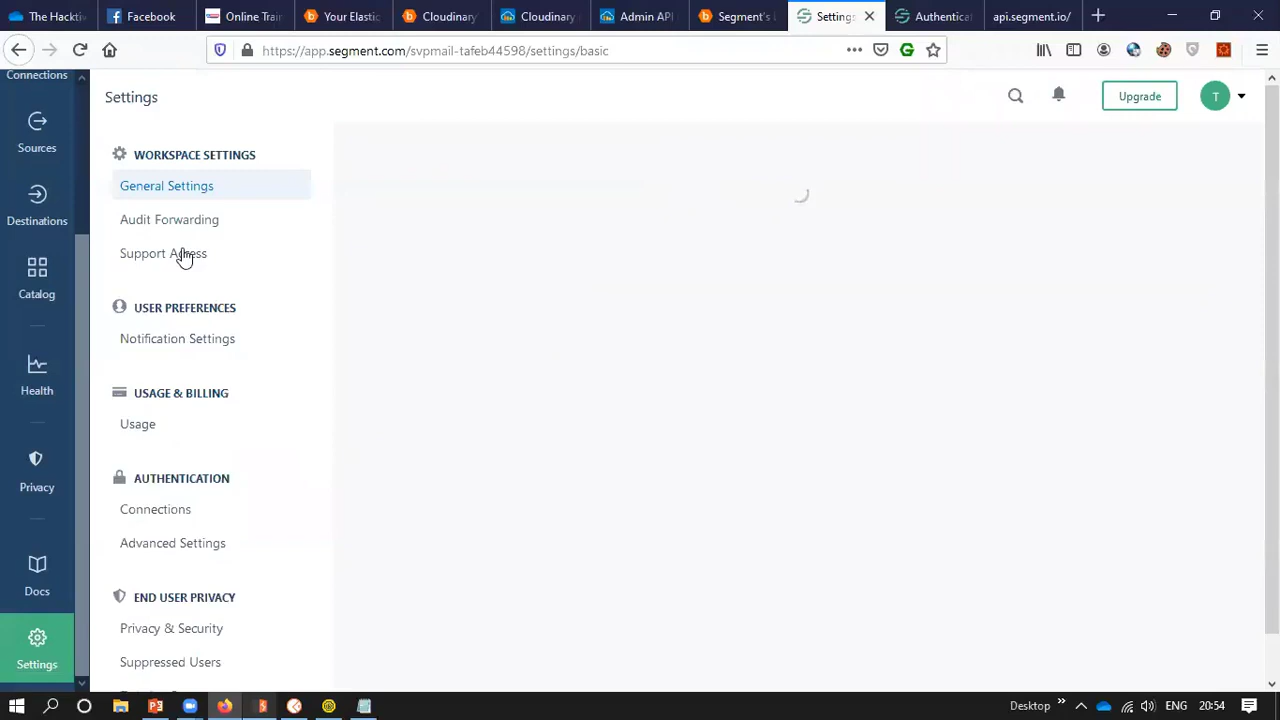 The Hackti
Facebook
Online Trai
Your Elastic
Cloudinary
Cloudinary
Admin API
Segment's
Settings
Authentica
api.segment.io/
https://app.segment.com/svpmail-tafeb44598/settings/basic
Settings
Upgrade
T
Connections
Sources
Destinations
Catalog
Health
Privacy
Docs
Settings
WORKSPACE SETTINGS
General Settings
Audit Forwarding
Support Access
USER PREFERENCES
Notification Settings
USAGE & BILLING
Usage
AUTHENTICATION
Connections
Advanced Settings
END USER PRIVACY
Privacy & Security
Suppressed Users
Desktop
ENG
20:54